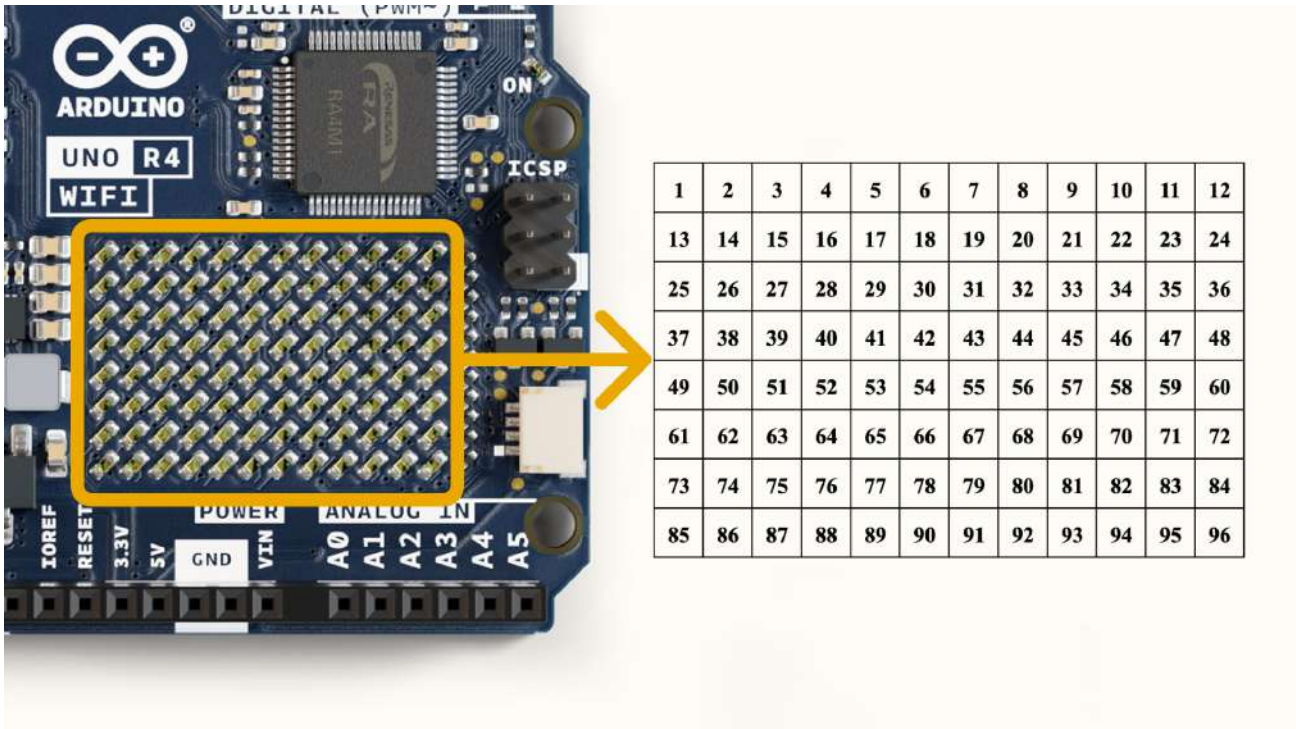 DIGITAL (PWM~)
®
ARDUINO
UNO R4
WIFI
RENESAS
RA
RA4M1
ON
ICSP
POWER
ANALOG IN
IOREF
RESET
3.3V
5V
GND
VIN
A0
A1
A2
A3
A4
A5
1 2 3 4 5 6 7 8 9 10 11 12
13 14 15 16 17 18 19 20 21 22 23 24
25 26 27 28 29 30 31 32 33 34 35 36
37 38 39 40 41 42 43 44 45 46 47 48
49 50 51 52 53 54 55 56 57 58 59 60
61 62 63 64 65 66 67 68 69 70 71 72
73 74 75 76 77 78 79 80 81 82 83 84
85 86 87 88 89 90 91 92 93 94 95 96